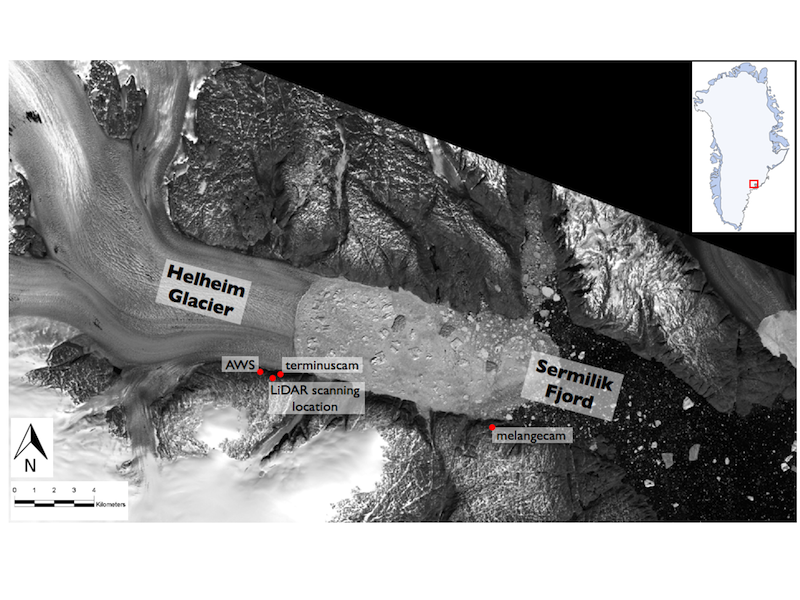 Helheim
Glacier
AWS
terminuscam
LiDAR scanning
location
Sermilik
Fjord
melangecam
N
0 1 2 3 4
Kilometers